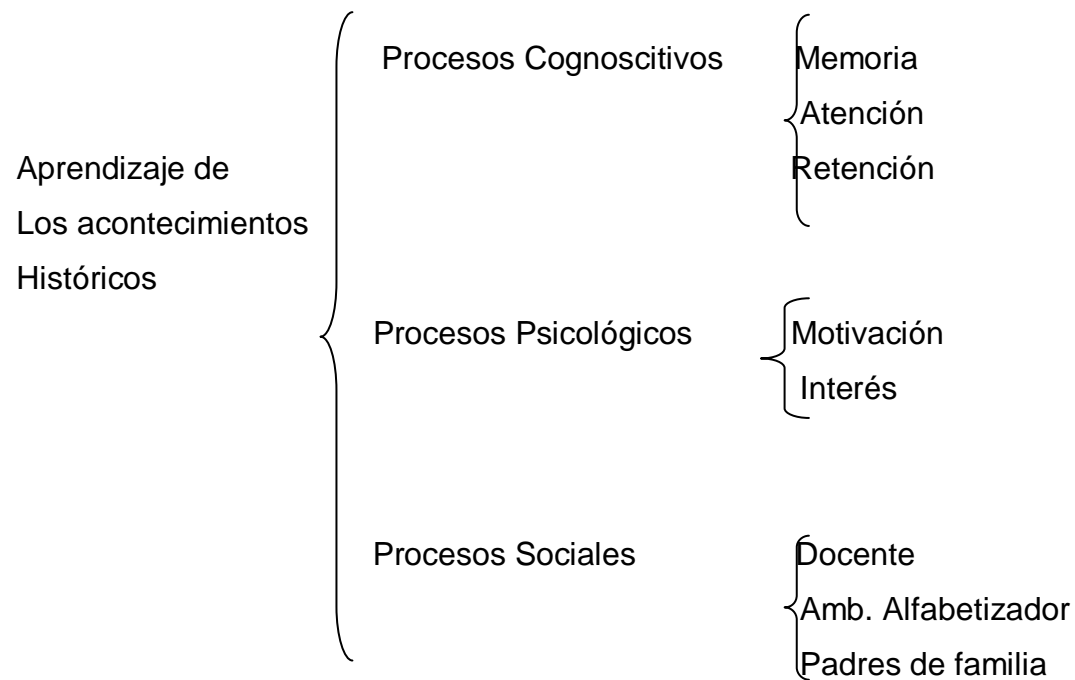 Aprendizaje de
Los acontecimientos
Históricos
Procesos Cognoscitivos
Memoria
Atención
Retención
Procesos Psicológicos
Motivación
Interés
Procesos Sociales
Docente
Amb. Alfabetizador
Padres de familia